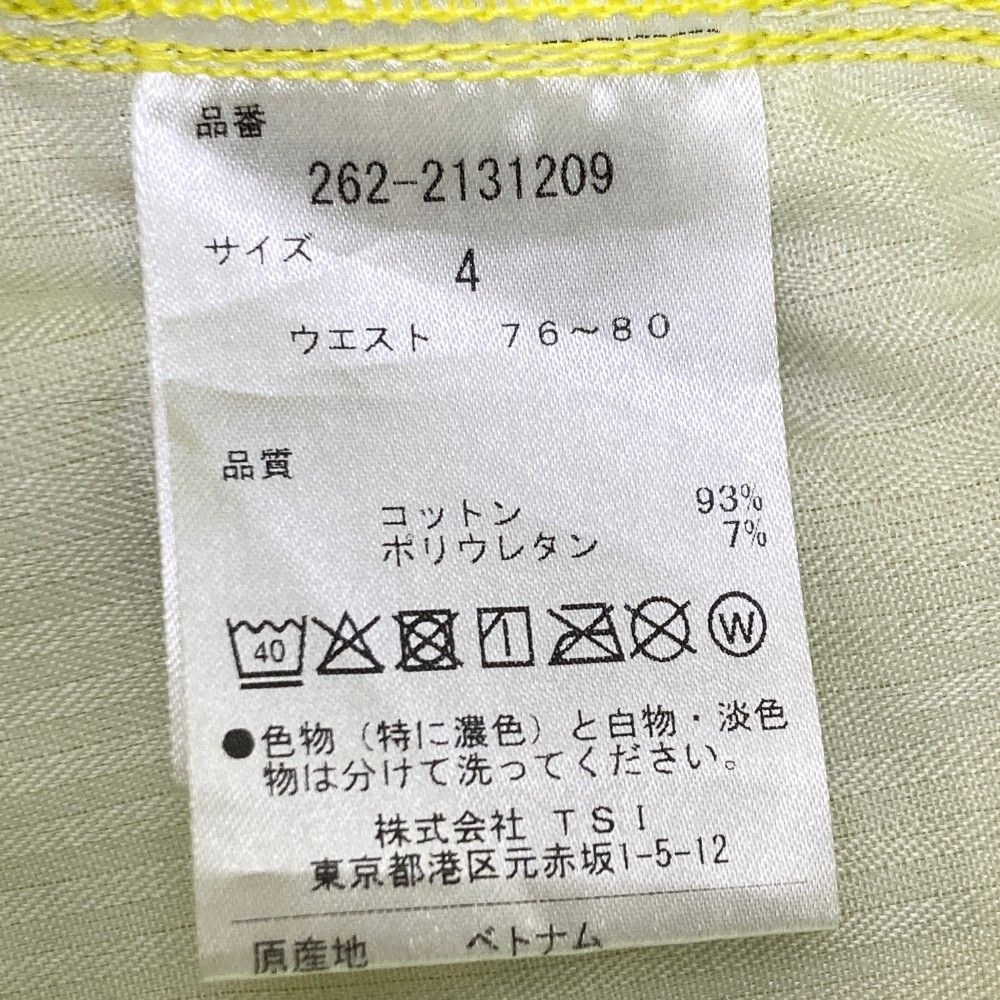 品番
262-2131209
サイズ 4
ウエスト 76～80
品質
コットン 93%
ポリウレタン 7%
40 W
●色物（特に濃色）と白物・淡色
物は分けて洗ってください。
株式会社 TSI
東京都港区元赤坂1-5-12
原産地 ベトナム